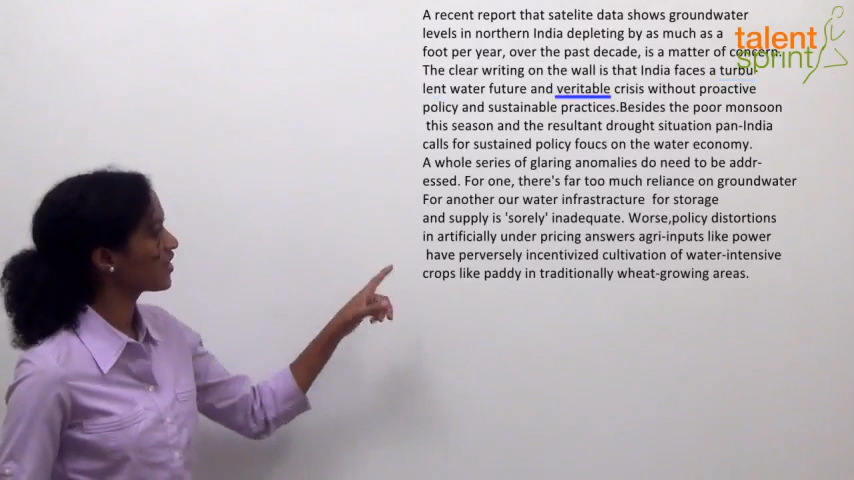 A recent report that satelite data shows groundwater
levels in northern India depleting by as much as a
foot per year, over the past decade, is a matter of concern.
The clear writing on the wall is that India faces a turbu
lent water future and veritable crisis without proactive
policy and sustainable practices.Besides the poor monsoon
this season and the resultant drought situation pan-India
calls for sustained policy foucs on the water economy.
A whole series of glaring anomalies do need to be addr-
essed. For one, there's far too much reliance on groundwater
For another our water infrastracture for storage
and supply is 'sorely' inadequate. Worse,policy distortions
in artificially under pricing answers agri-inputs like power
have perversely incentivized cultivation of water-intensive
crops like paddy in traditionally wheat-growing areas.
talent
sprint